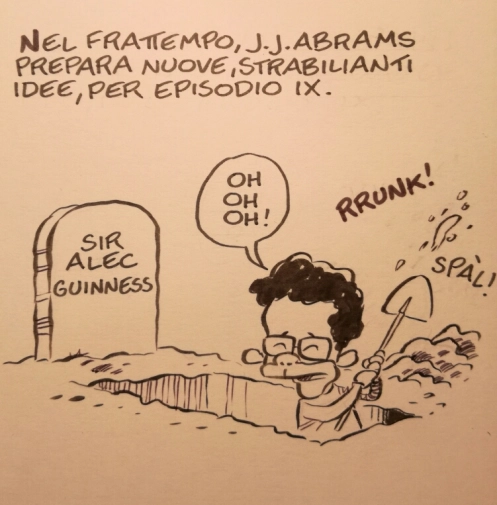 NEL FRATTEMPO, J.J. ABRAMS
PREPARA NUOVE, STRABILIANTI
IDEE, PER EPISODIO IX.
OH
OH
OH!
RRUNK!
SPÀL!
SIR
ALEC
GUINNESS